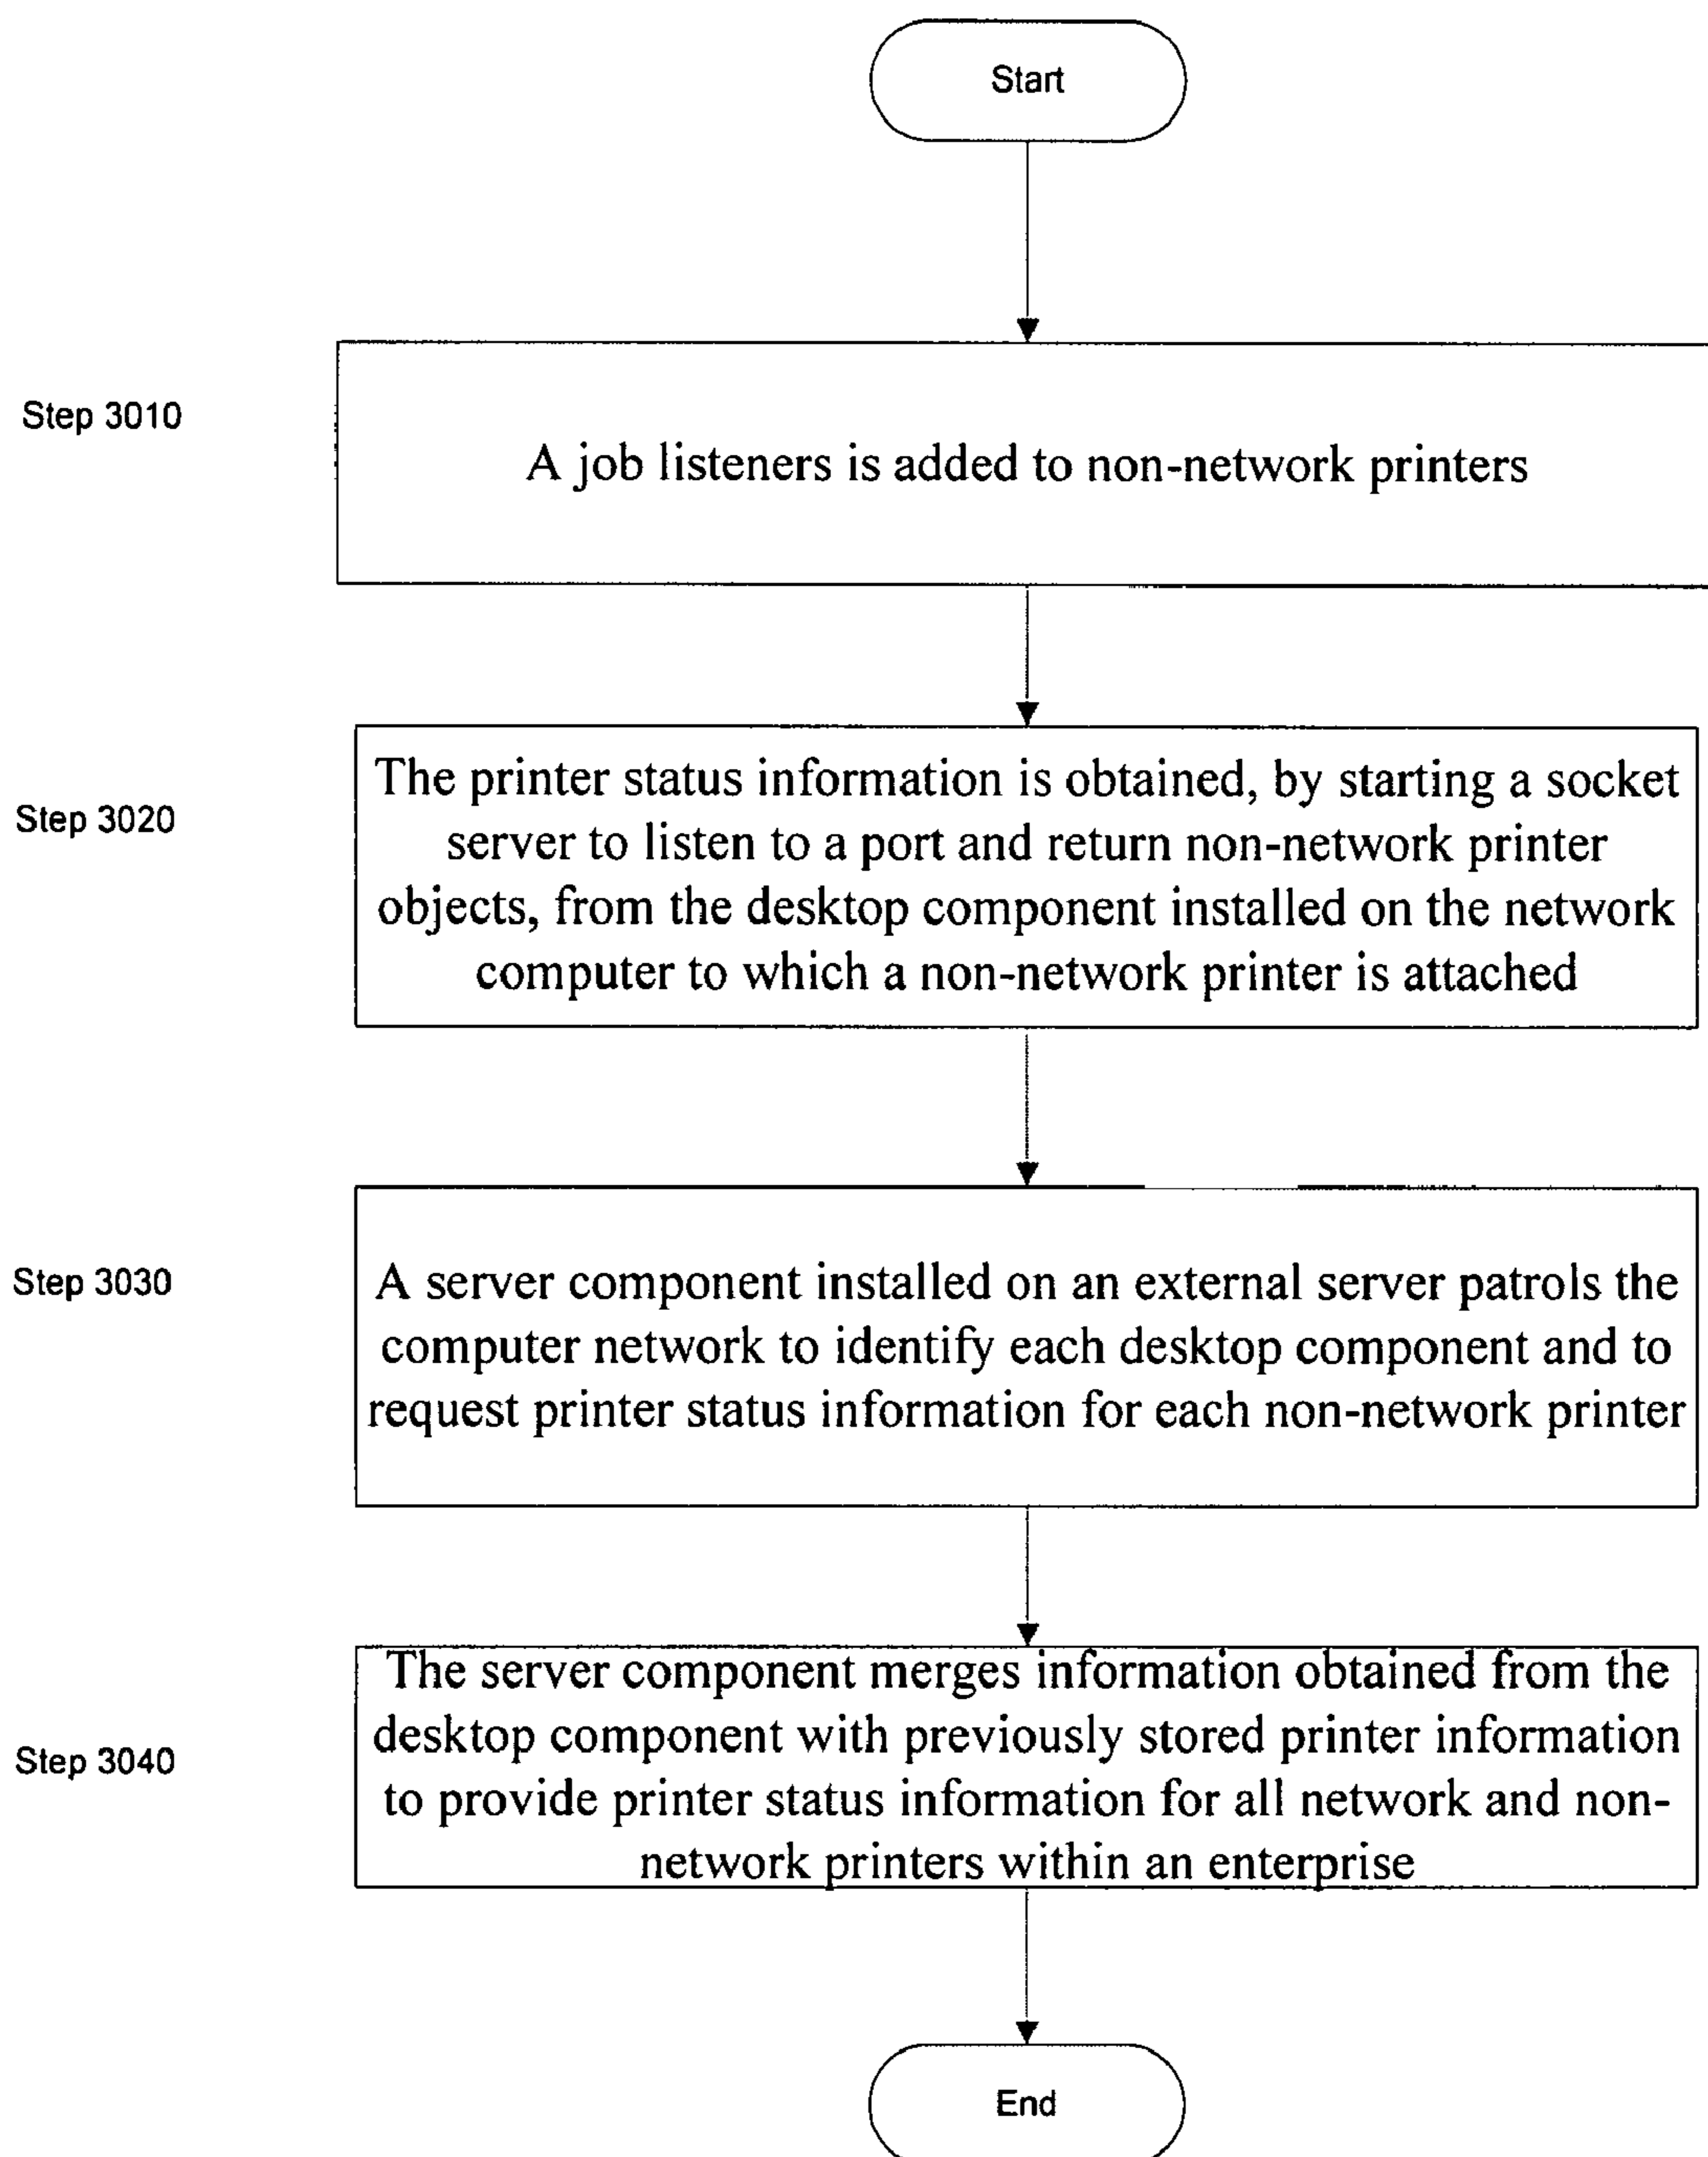 Start
Step 3010
A job listeners is added to non-network printers
Step 3020
The printer status information is obtained, by starting a socket
server to listen to a port and return non-network printer
objects, from the desktop component installed on the network
computer to which a non-network printer is attached
Step 3030
A server component installed on an external server patrols the
computer network to identify each desktop component and to
request printer status information for each non-network printer
Step 3040
The server component merges information obtained from the
desktop component with previously stored printer information
to provide printer status information for all network and non-
network printers within an enterprise
End